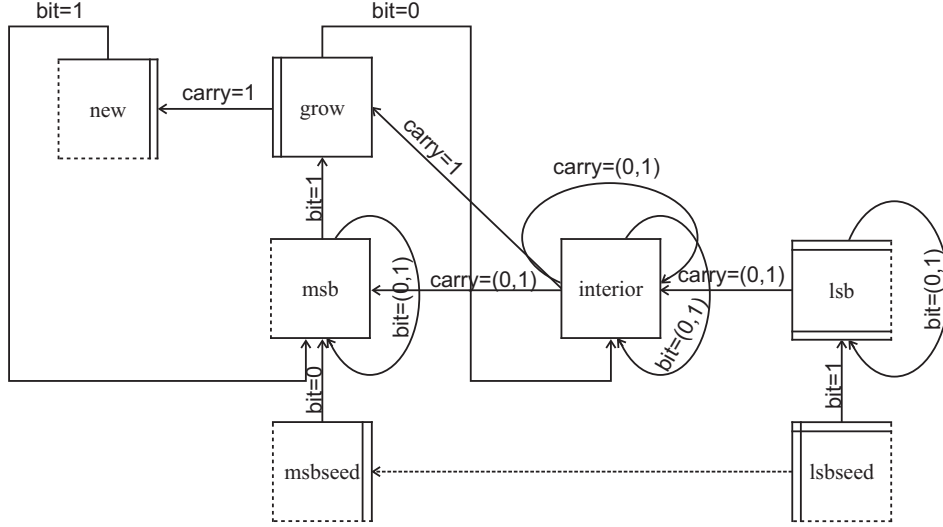 bit=1
bit=0
new
carry=1
grow
carry=1
carry=(0,1)
bit=1
msb
bit=(0,1)
carry=(0,1)
interior
bit=(0,1)
carry=(0,1)
lsb
bit=(0,1)
bit=0
bit=1
msbseed
lsbseed